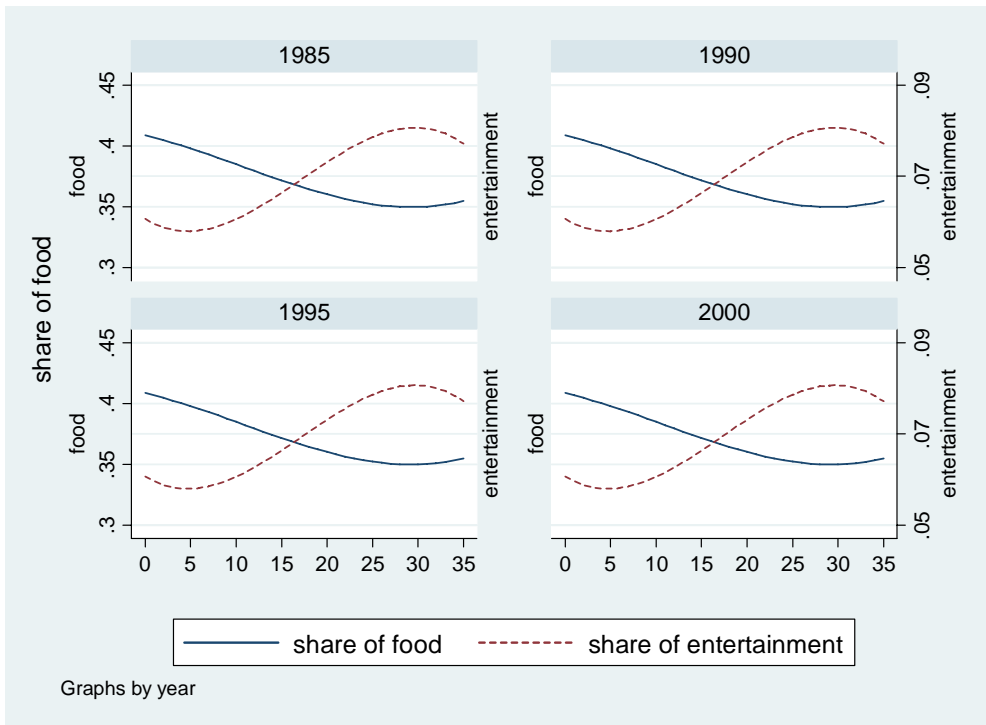 1985
1990
.45
.4
.35
.3
food
entertainment
food
.09
.07
.05
entertainment
share of food
1995
2000
.45
.4
.35
.3
food
entertainment
food
.09
.07
.05
entertainment
0 5 10 15 20 25 30 35
0 5 10 15 20 25 30 35
share of food
share of entertainment
Graphs by year